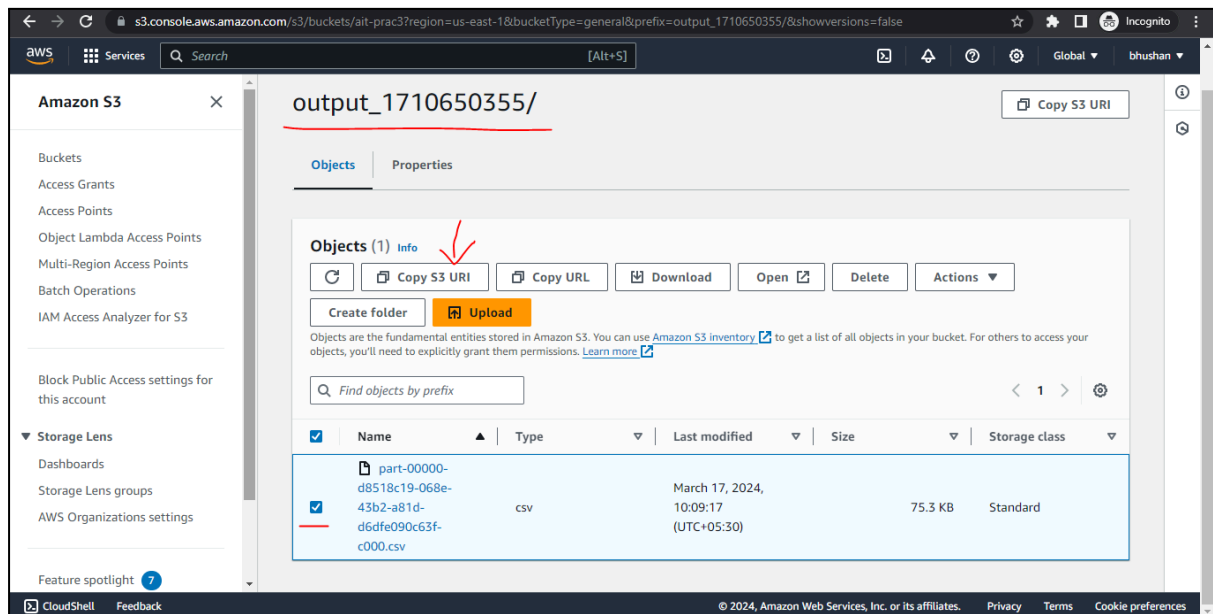 s3.console.aws.amazon.com/s3/buckets/ait-prac3?region=us-east-1&bucketType=general&prefix=output_1710650355/&showversions=false
Incognito
aws
Services
Search
[Alt+S]
Global ▼
bhushan ▼
Amazon S3
Buckets
Access Grants
Access Points
Object Lambda Access Points
Multi-Region Access Points
Batch Operations
IAM Access Analyzer for S3
Block Public Access settings for
this account
▼ Storage Lens
Dashboards
Storage Lens groups
AWS Organizations settings
Feature spotlight 7
output_1710650355/
Copy S3 URI
Objects
Properties
Objects (1) Info
Copy S3 URI
Copy URL
Download
Open
Delete
Actions ▼
Create folder
Upload
Objects are the fundamental entities stored in Amazon S3. You can use Amazon S3 inventory to get a list of all objects in your bucket. For others to access your
objects, you'll need to explicitly grant them permissions. Learn more
Find objects by prefix
1
Name
Type
Last modified
Size
Storage class
part-00000-
d8518c19-068e-
43b2-a81d-
d6dfe090c63f-
c000.csv
csv
March 17, 2024,
10:09:17
(UTC+05:30)
75.3 KB
Standard
CloudShell
Feedback
© 2024, Amazon Web Services, Inc. or its affiliates.
Privacy
Terms
Cookie preferences